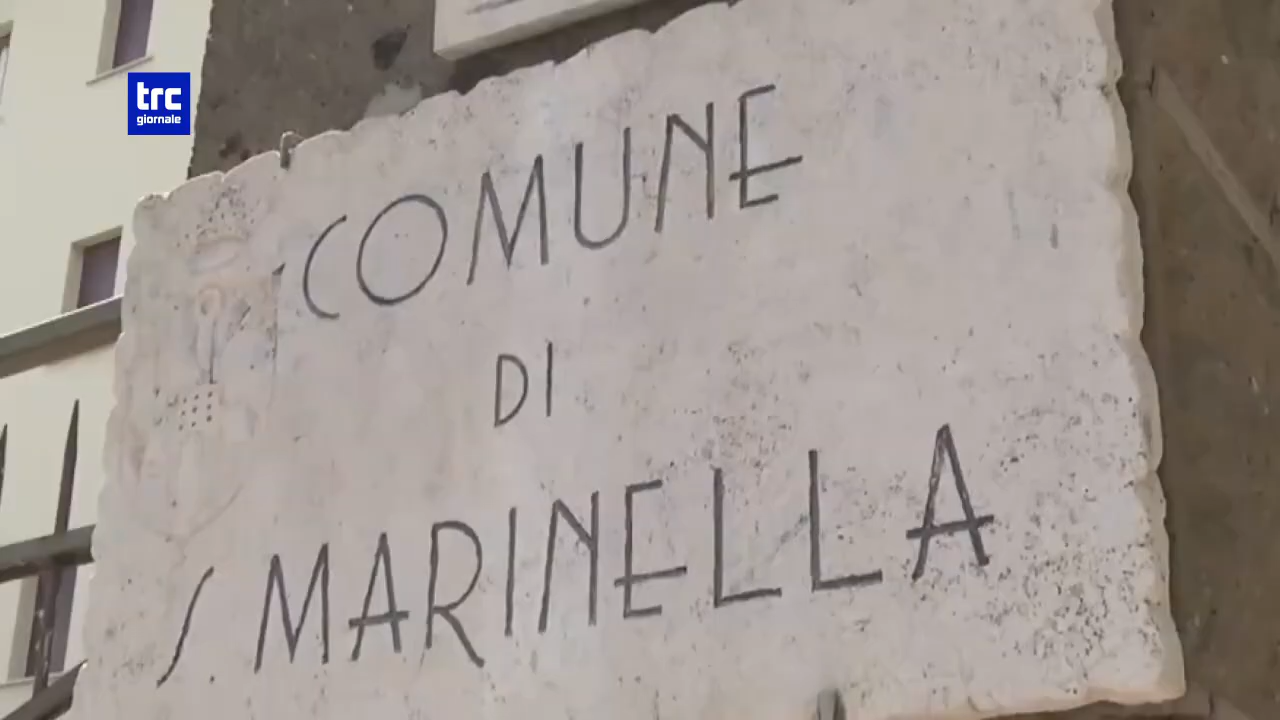 trc
giornale
COMUNE
DI
S. MARINELLA